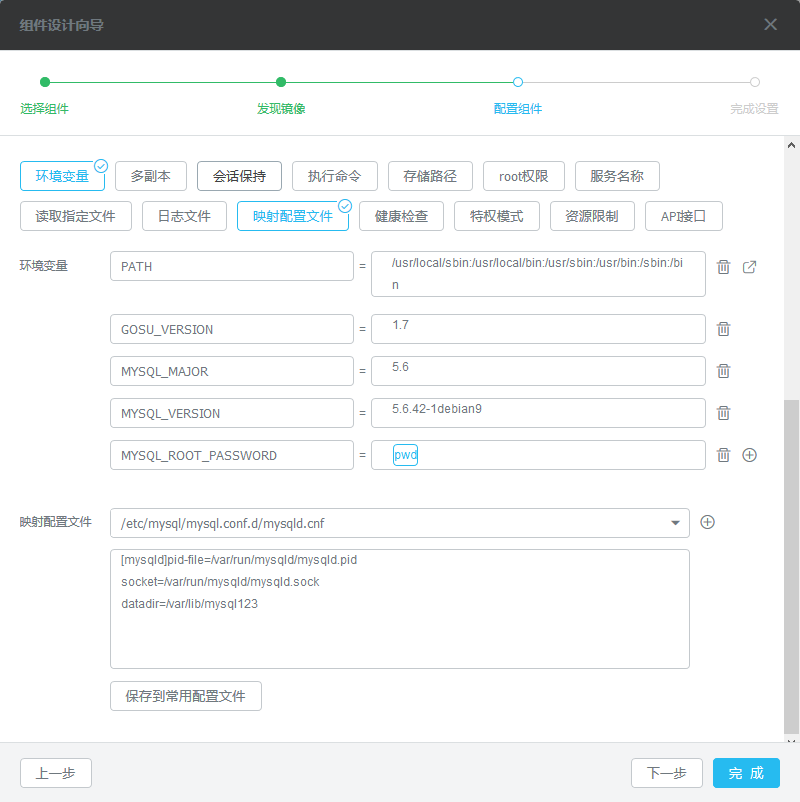 组件设计向导
选择组件 发现镜像 配置组件 完成设置
环境变量 多副本 会话保持 执行命令 存储路径 root权限 服务名称
读取指定文件 日志文件 映射配置文件 健康检查 特权模式 资源限制 API接口
环境变量 PATH = /usr/local/sbin:/usr/local/bin:/usr/sbin:/usr/bin:/sbin:/bi
n
GOSU_VERSION = 1.7
MYSQL_MAJOR = 5.6
MYSQL_VERSION = 5.6.42-1debian9
MYSQL_ROOT_PASSWORD = pwd
映射配置文件 /etc/mysql/mysql.conf.d/mysqld.cnf
[mysqld]pid-file=/var/run/mysqld/mysqld.pid
socket=/var/run/mysqld/mysqld.sock
datadir=/var/lib/mysql123
保存到常用配置文件
上一步 下一步 完 成